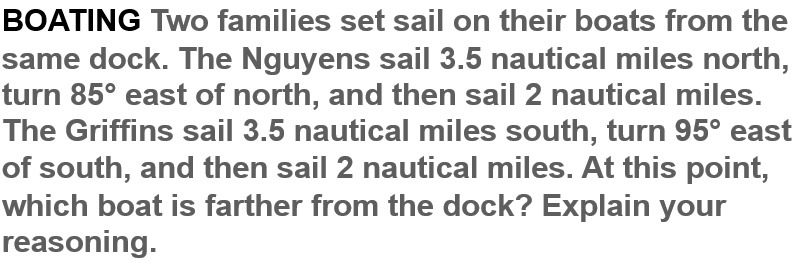 BOATING Two families set sail on their boats from the
same dock. The Nguyens sail 3.5 nautical miles north,
turn 85° east of north, and then sail 2 nautical miles.
The Griffins sail 3.5 nautical miles south, turn 95° east
of south, and then sail 2 nautical miles. At this point,
which boat is farther from the dock? Explain your
reasoning.